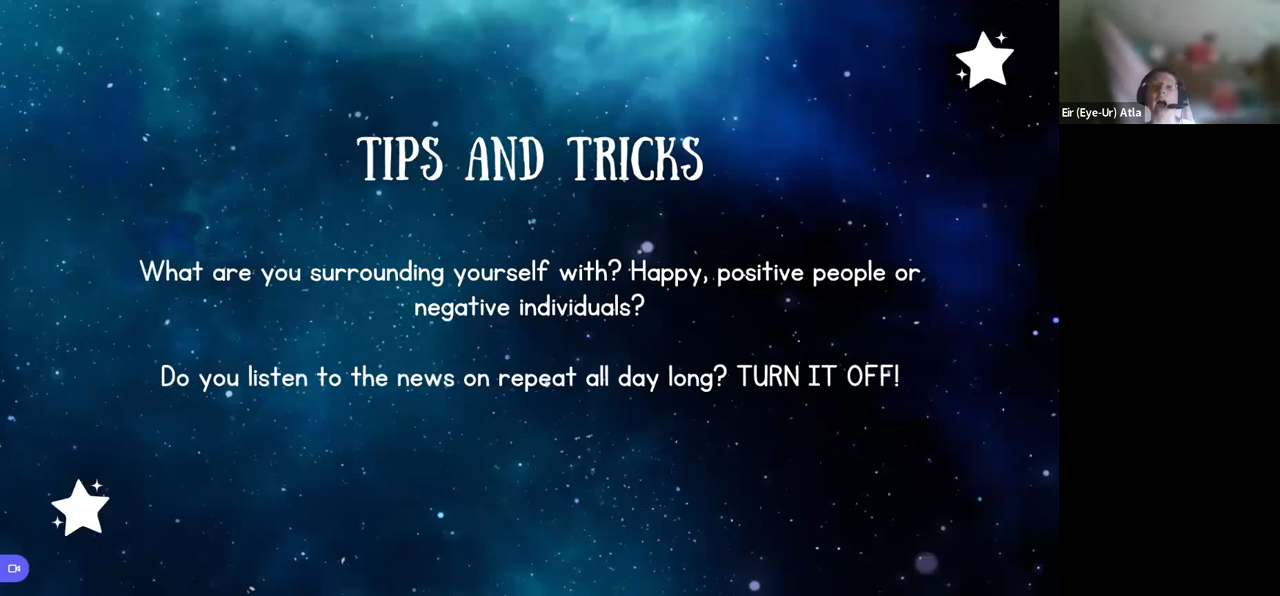 TIPS AND TRICKS
What are you surrounding yourself with? Happy, positive people or
negative individuals?
Do you listen to the news on repeat all day long? TURN IT OFF!
Eir (Eye-Ur) Atla